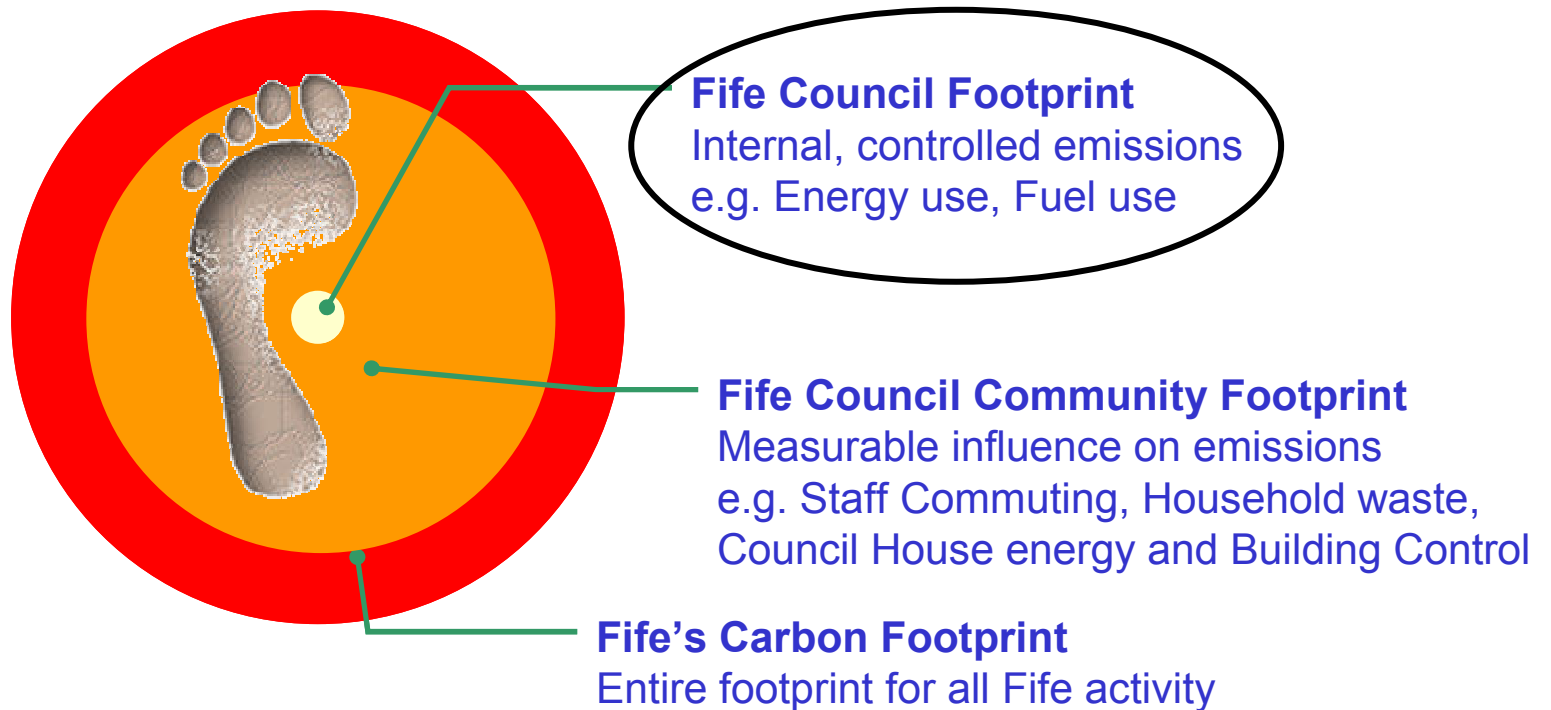 Fife Council Footprint
Internal, controlled emissions
e.g. Energy use, Fuel use
Fife Council Community Footprint
Measurable influence on emissions
e.g. Staff Commuting, Household waste,
Council House energy and Building Control
Fife's Carbon Footprint
Entire footprint for all Fife activity